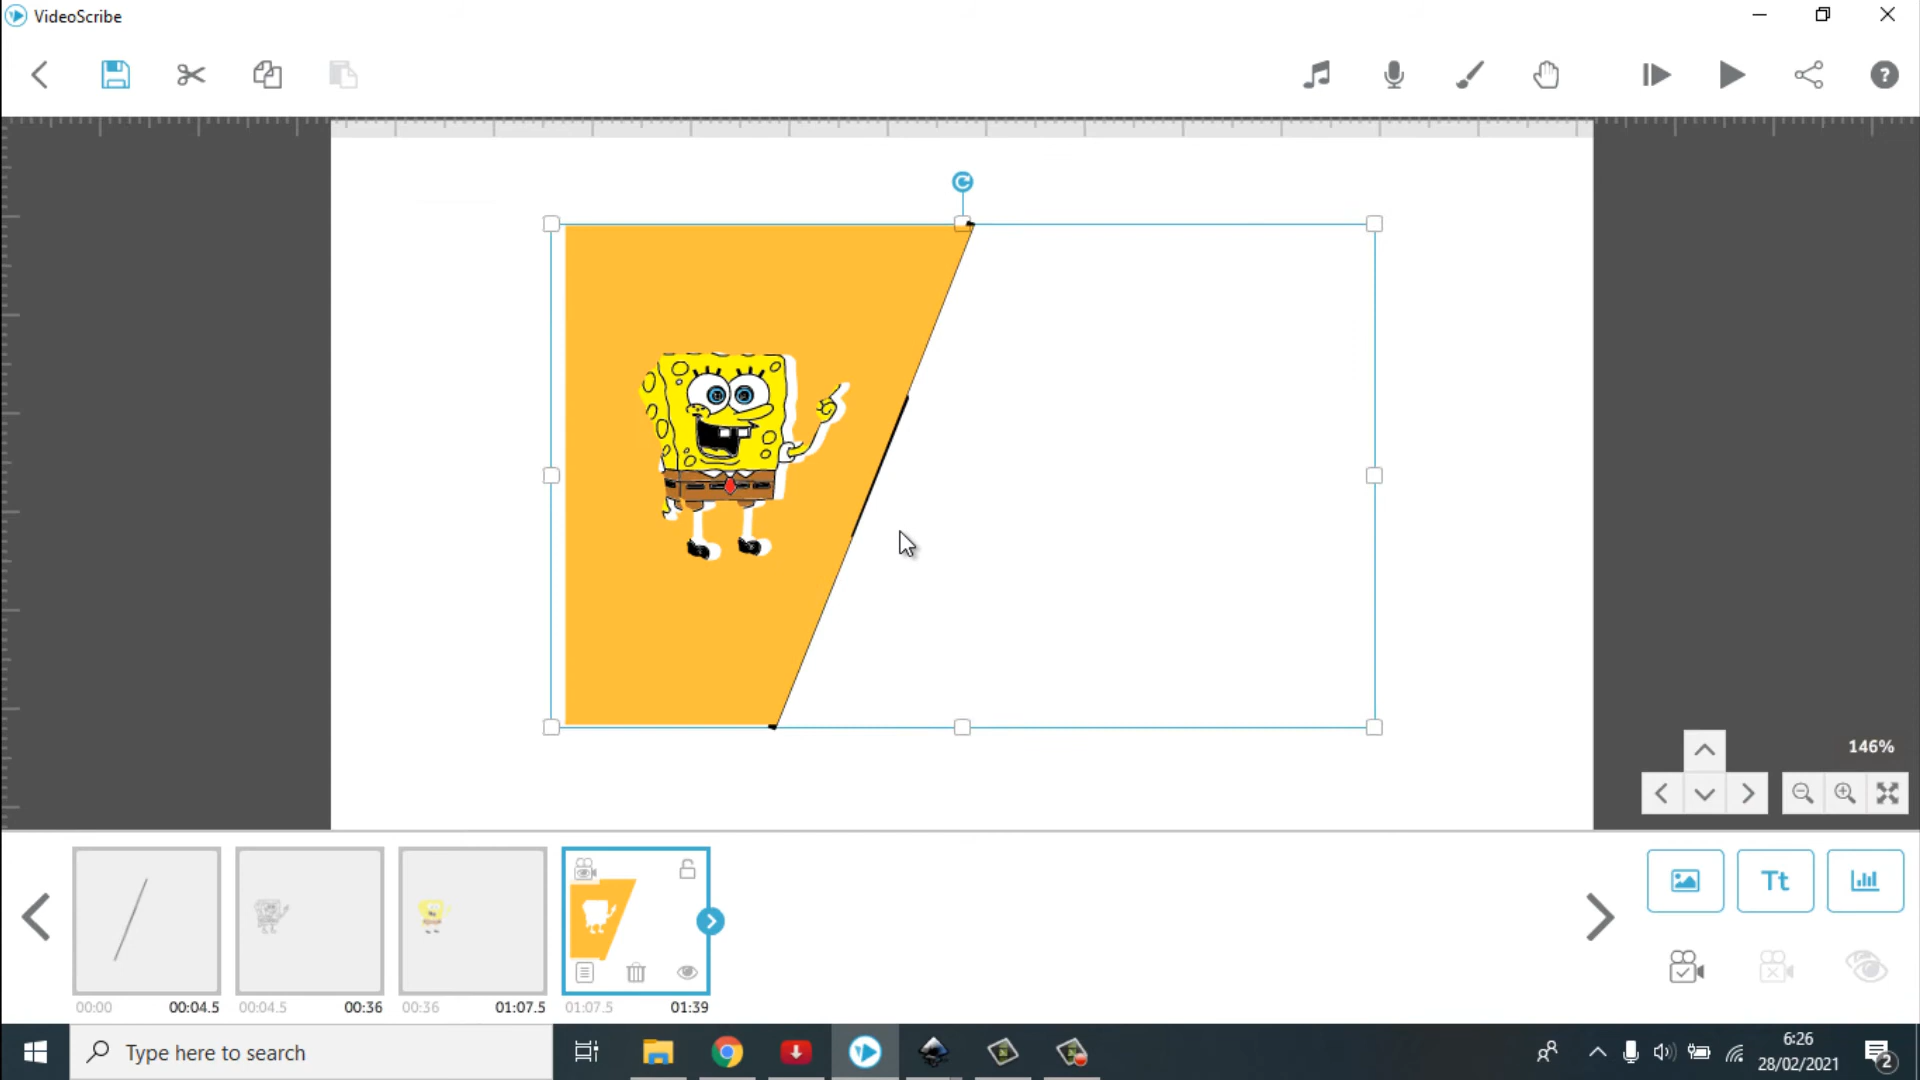 VideoScribe
?
146%
Tt
00:00 00:04.5 00:04.5 00:36 00:36 01:07.5 01:07.5 01:39
Type here to search
6:26
28/02/2021
2